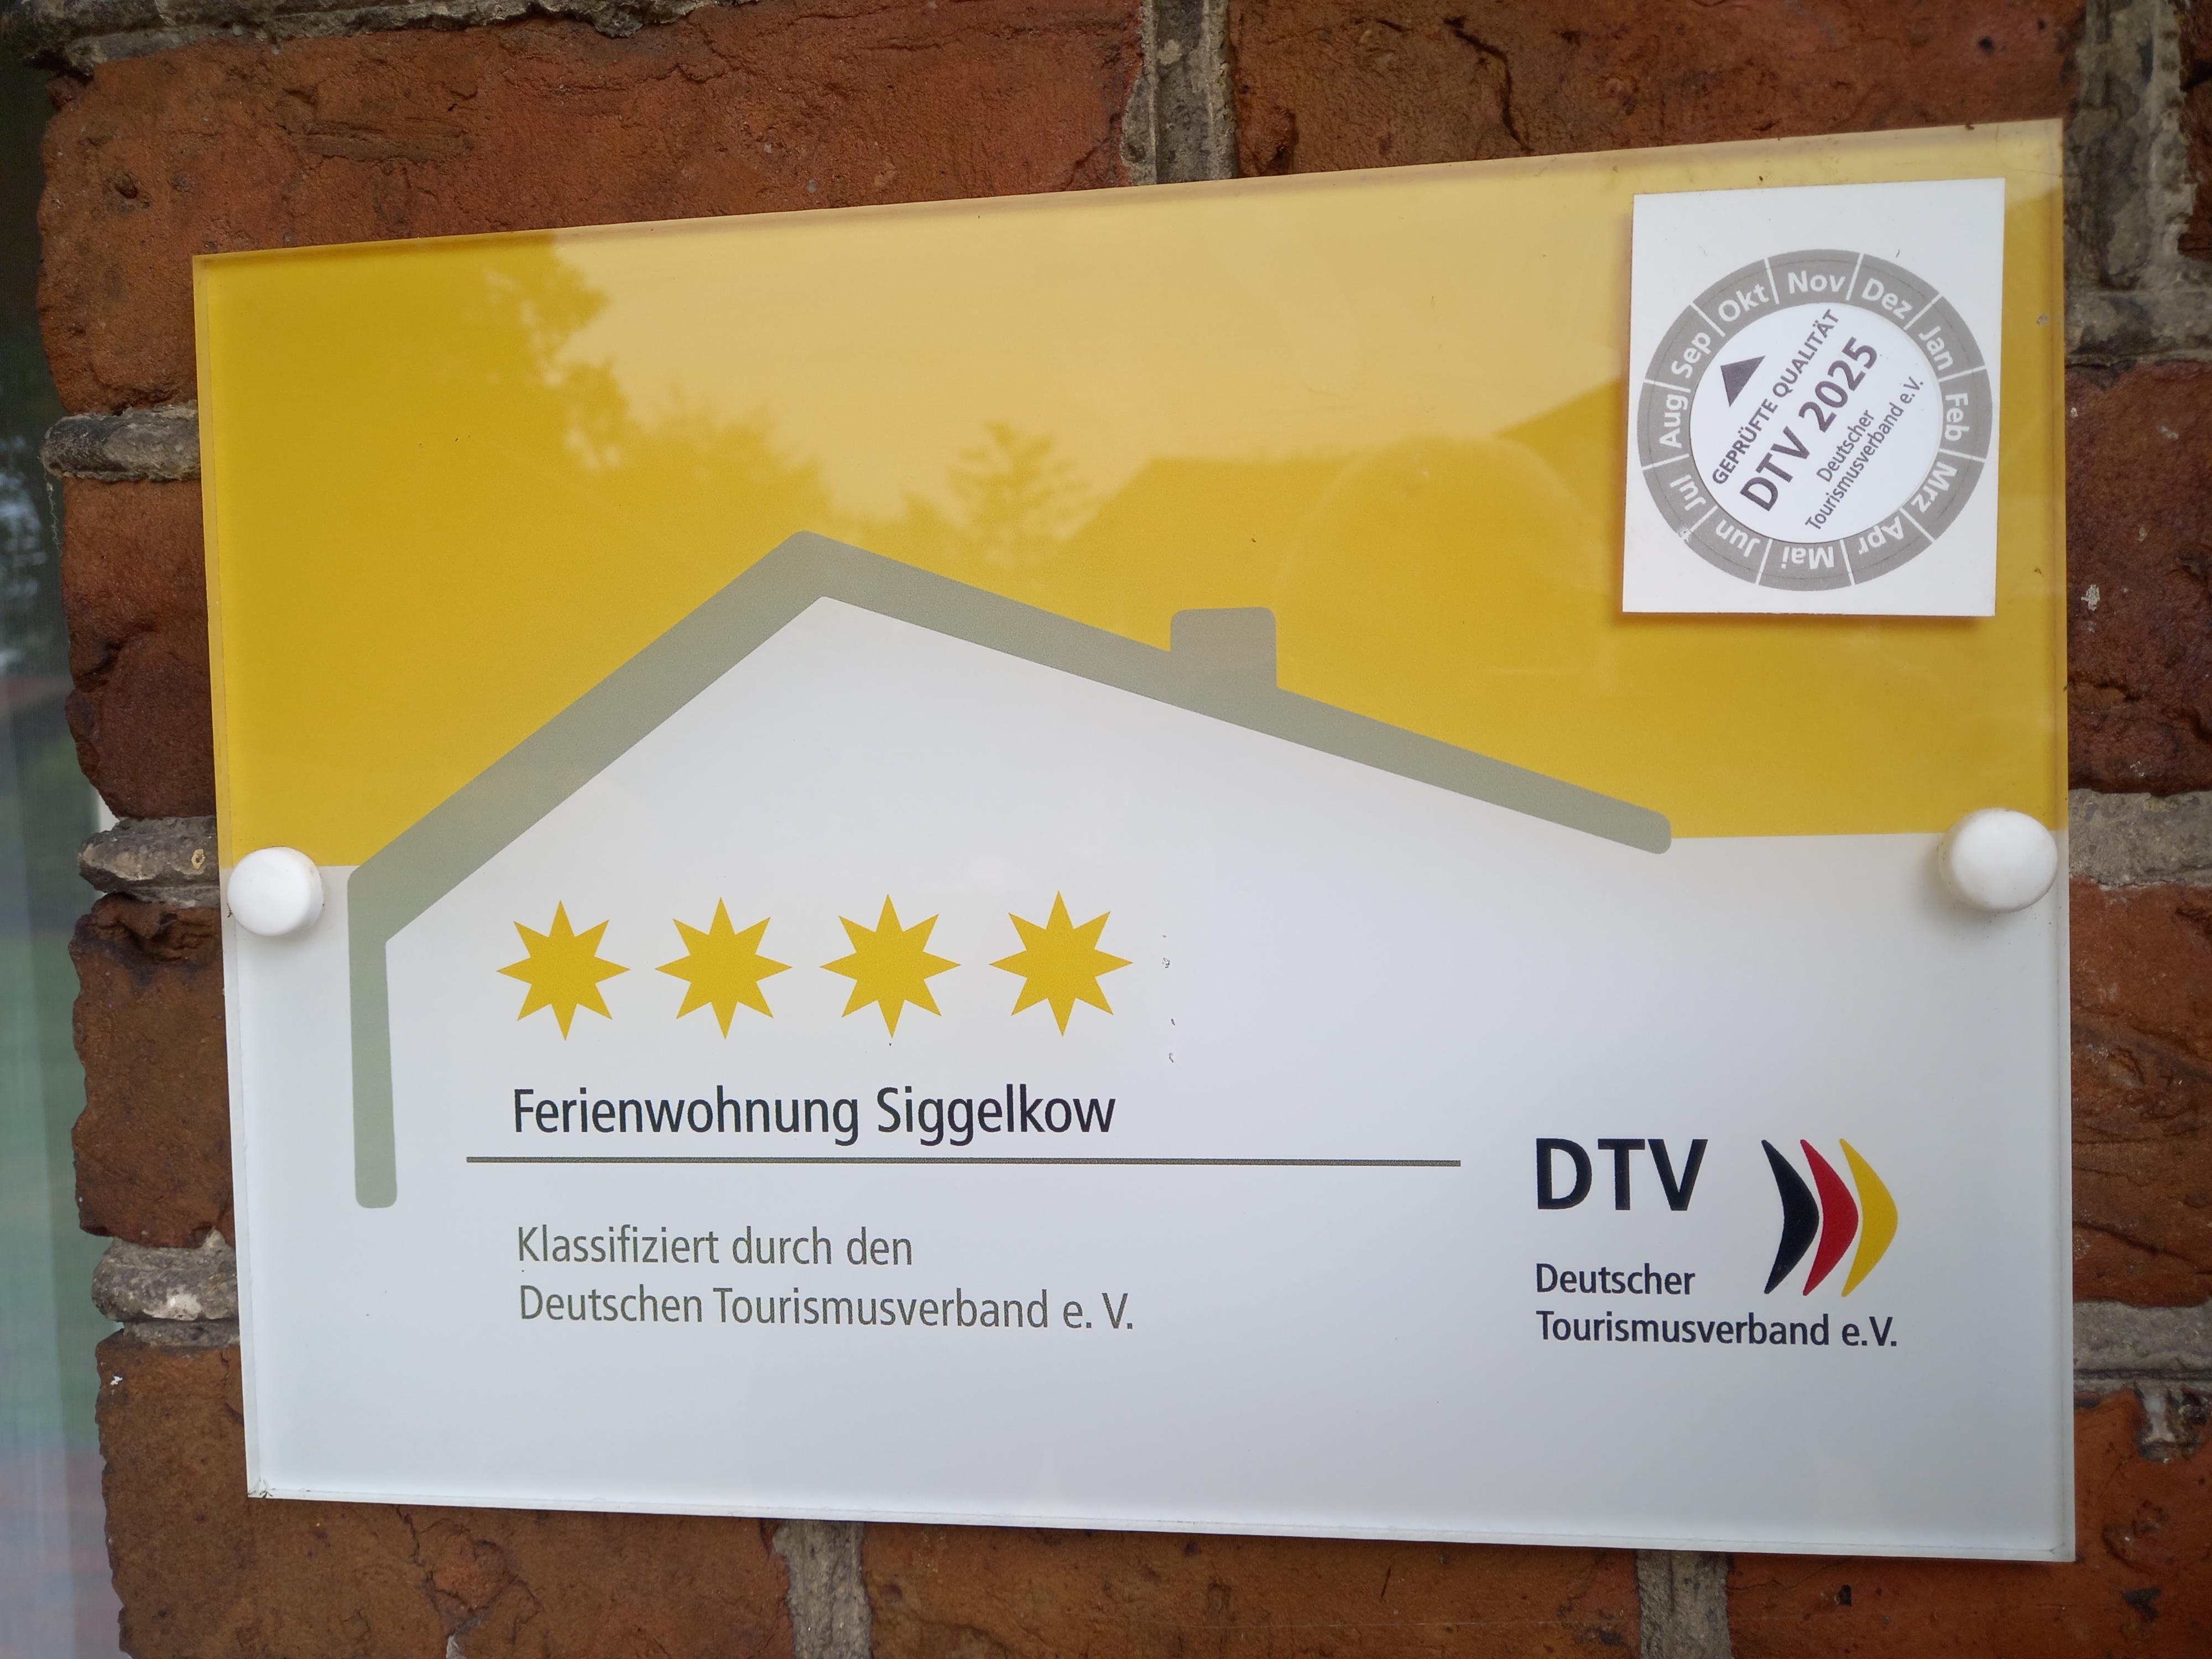 Okt
Nov
Dez
Jan
Feb
Mrz
Apr
Mai
Jun
Jul
Aug
Sep
GEPRÜFTE QUALITÄT
DTV 2025
Deutscher
Tourismusverband e.V.
Ferienwohnung Siggelkow
Klassifiziert durch den
Deutschen Tourismusverband e. V.
DTV
Deutscher
Tourismusverband e.V.